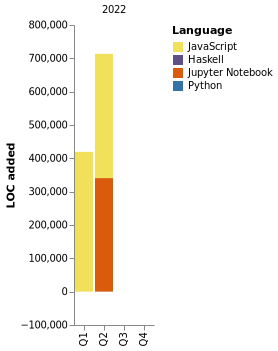 2022
Language
JavaScript
Haskell
Jupyter Notebook
Python
LOC added
800,000
700,000
600,000
500,000
400,000
300,000
200,000
100,000
0
−100,000
Q1
Q2
Q3
Q4